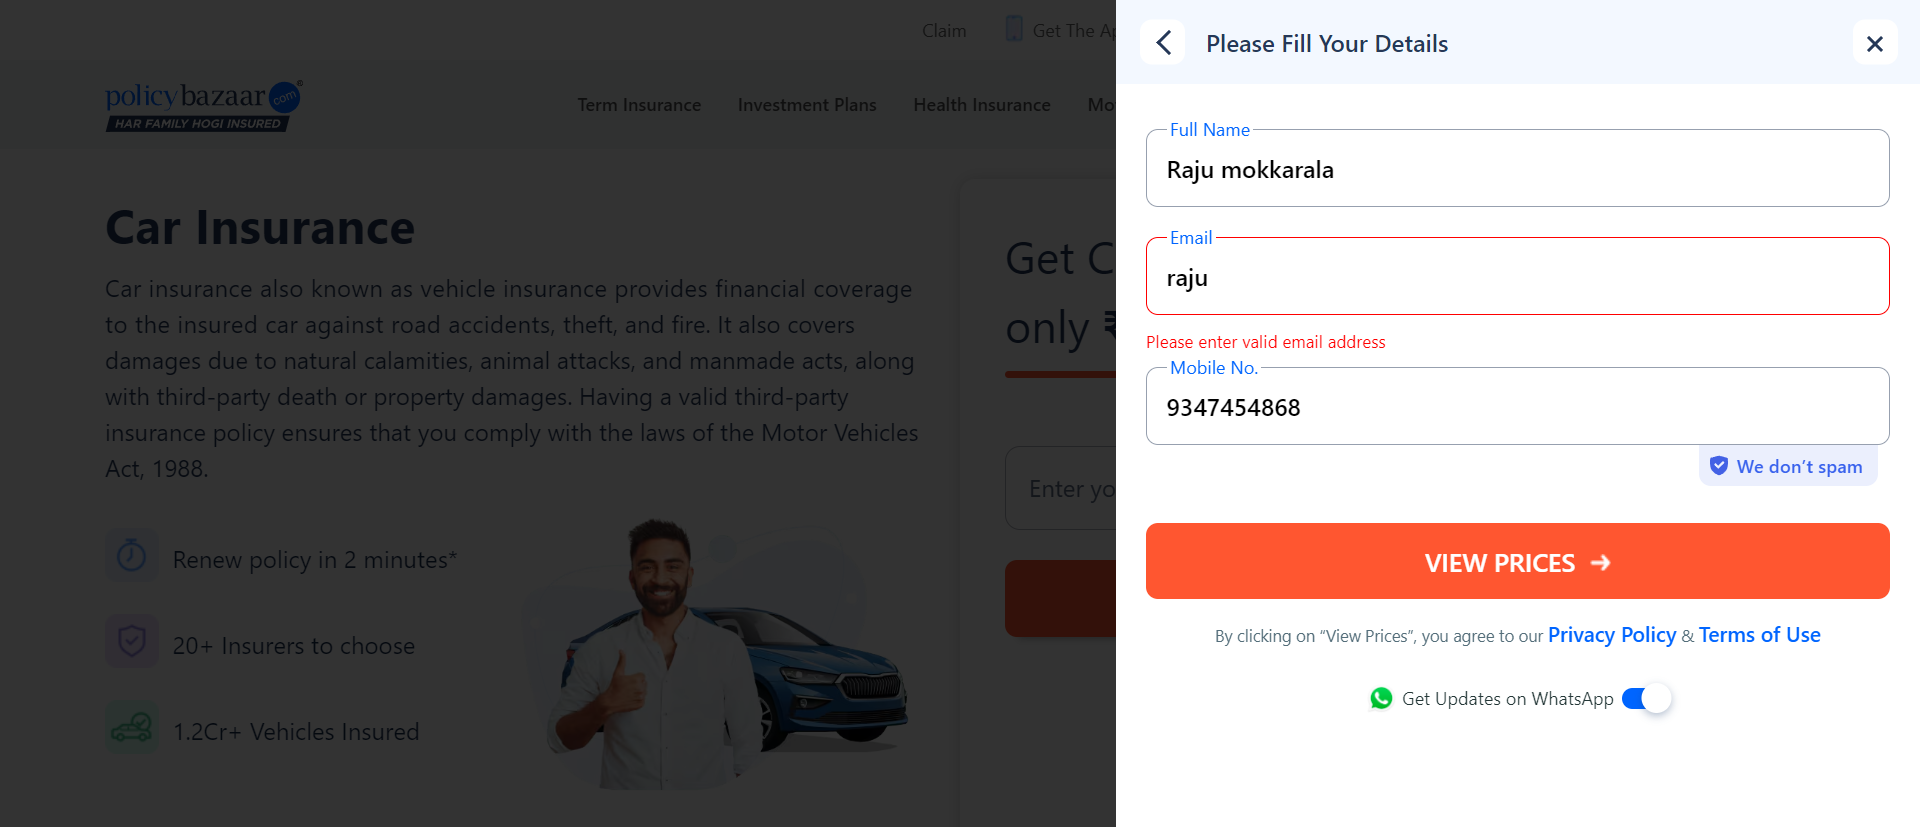 Claim
Get The Ap
policybazaar.com
HAR FAMILY HOGI INSURED
Term Insurance
Investment Plans
Health Insurance
Mo
Car Insurance
Car insurance also known as vehicle insurance provides financial coverage
to the insured car against road accidents, theft, and fire. It also covers
damages due to natural calamities, animal attacks, and manmade acts, along
with third-party death or property damages. Having a valid third-party
insurance policy ensures that you comply with the laws of the Motor Vehicles
Act, 1988.
Renew policy in 2 minutes*
20+ Insurers to choose
1.2Cr+ Vehicles Insured
Get C
only ₹
Enter yo
Please Fill Your Details
Full Name
Raju mokkarala
Email
raju
Please enter valid email address
Mobile No.
9347454868
We don’t spam
VIEW PRICES
By clicking on “View Prices”, you agree to our Privacy Policy & Terms of Use
Get Updates on WhatsApp